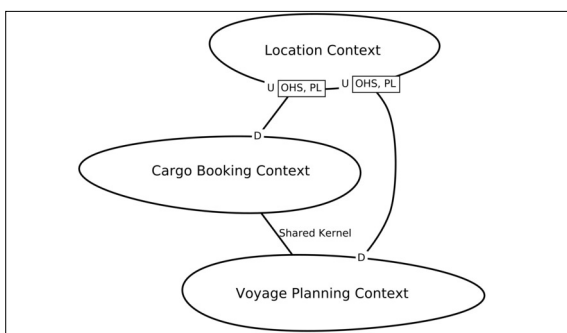 Location Context
U OHS, PL U OHS, PL
D
Cargo Booking Context
Shared Kernel
D
Voyage Planning Context